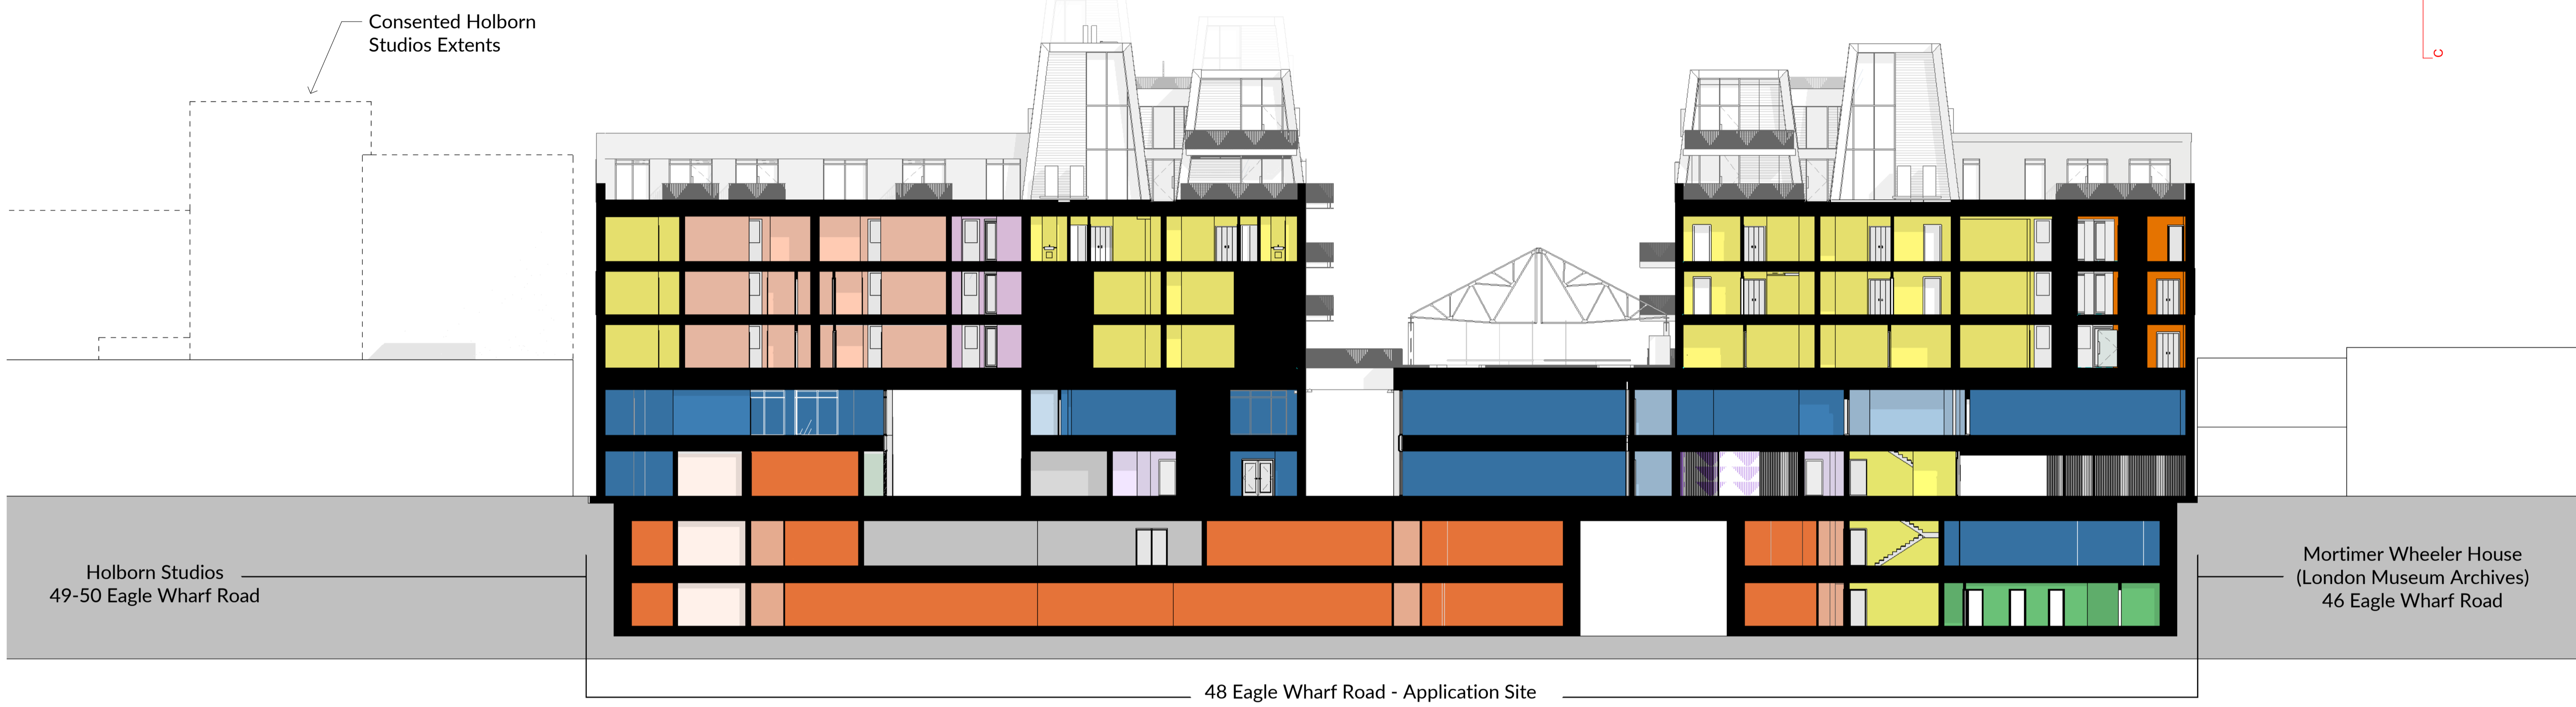 Consented Holborn
Studios Extents
C
Holborn Studios
49-50 Eagle Wharf Road
Mortimer Wheeler House
(London Museum Archives)
46 Eagle Wharf Road
48 Eagle Wharf Road - Application Site